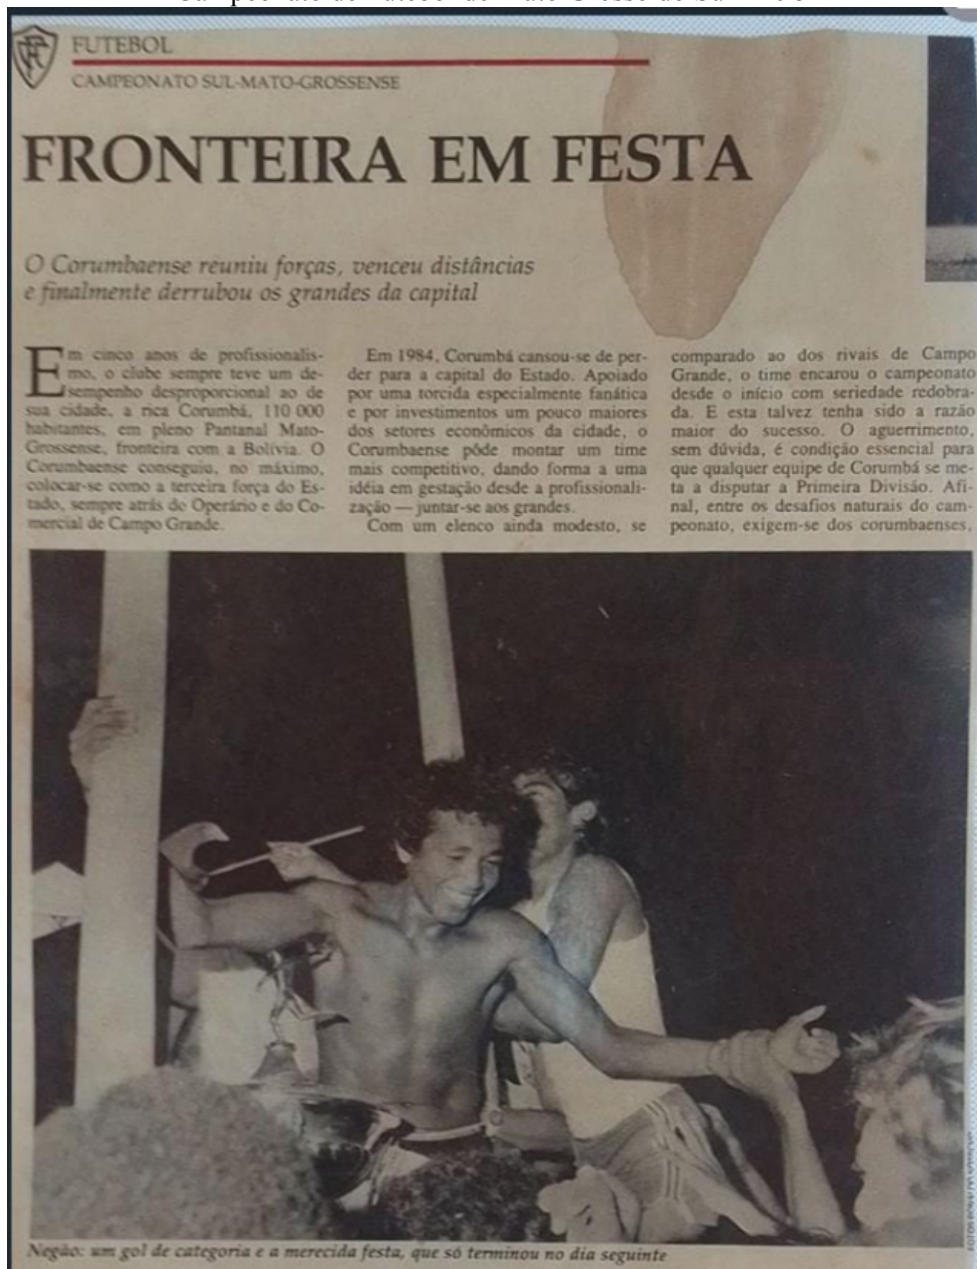 FUTEBOL
CAMPEONATO SUL-MATO-GROSSENSE
FRONTEIRA EM FESTA
O Corumbaense reuniu forças, venceu distâncias
e finalmente derrubou os grandes da capital
Em cinco anos de profissionalis-
mo, o clube sempre teve um de-
sempenho desproporcional ao de
sua cidade, a rica Corumbá, 110 000
habitantes, em pleno Pantanal Mato-
Grossense, fronteira com a Bolívia. O
Corumbaense conseguiu, no máximo,
colocar-se como a terceira força do Es-
tado, sempre atrás do Operário e do Co-
mercial de Campo Grande.
Em 1984, Corumbá cansou-se de per-
der para a capital do Estado. Apoiado
por uma torcida especialmente fanática
e por investimentos um pouco maiores
dos setores econômicos da cidade, o
Corumbaense pôde montar um time
mais competitivo, dando forma a uma
idéia em gestação desde a profissionali-
zação — juntar-se aos grandes.
Com um elenco ainda modesto, se
comparado ao dos rivais de Campo
Grande, o time encarou o campeonato
desde o início com seriedade redobra-
da. E esta talvez tenha sido a razão
maior do sucesso. O aguerrimento,
sem dúvida, é condição essencial para
que qualquer equipe de Corumbá se me-
ta a disputar a Primeira Divisão. Afi-
nal, entre os desafios naturais do cam-
peonato, exigem-se dos corumbaenses,
Negão: um gol de categoria e a merecida festa, que só terminou no dia seguinte